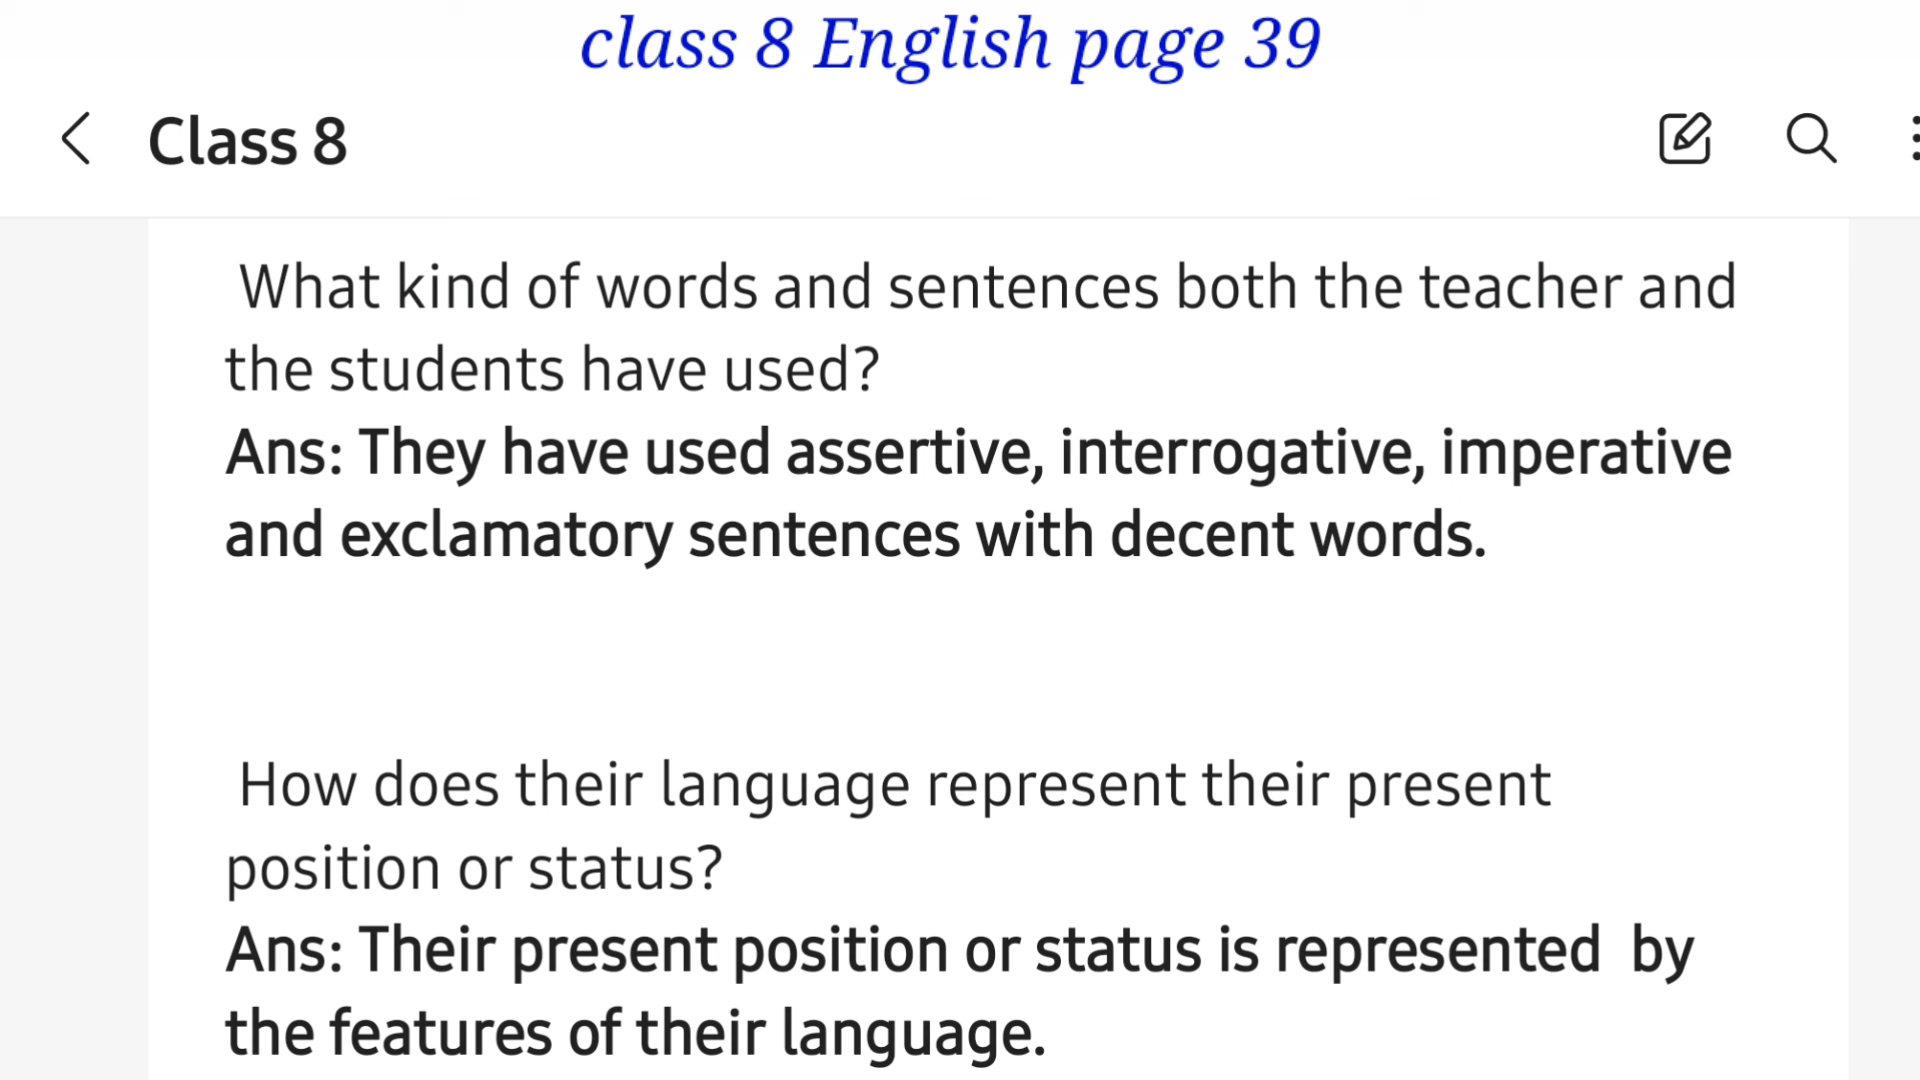 class 8 English page 39
Class 8
What kind of words and sentences both the teacher and
the students have used?
Ans: They have used assertive, interrogative, imperative
and exclamatory sentences with decent words.
How does their language represent their present
position or status?
Ans: Their present position or status is represented  by
the features of their language.